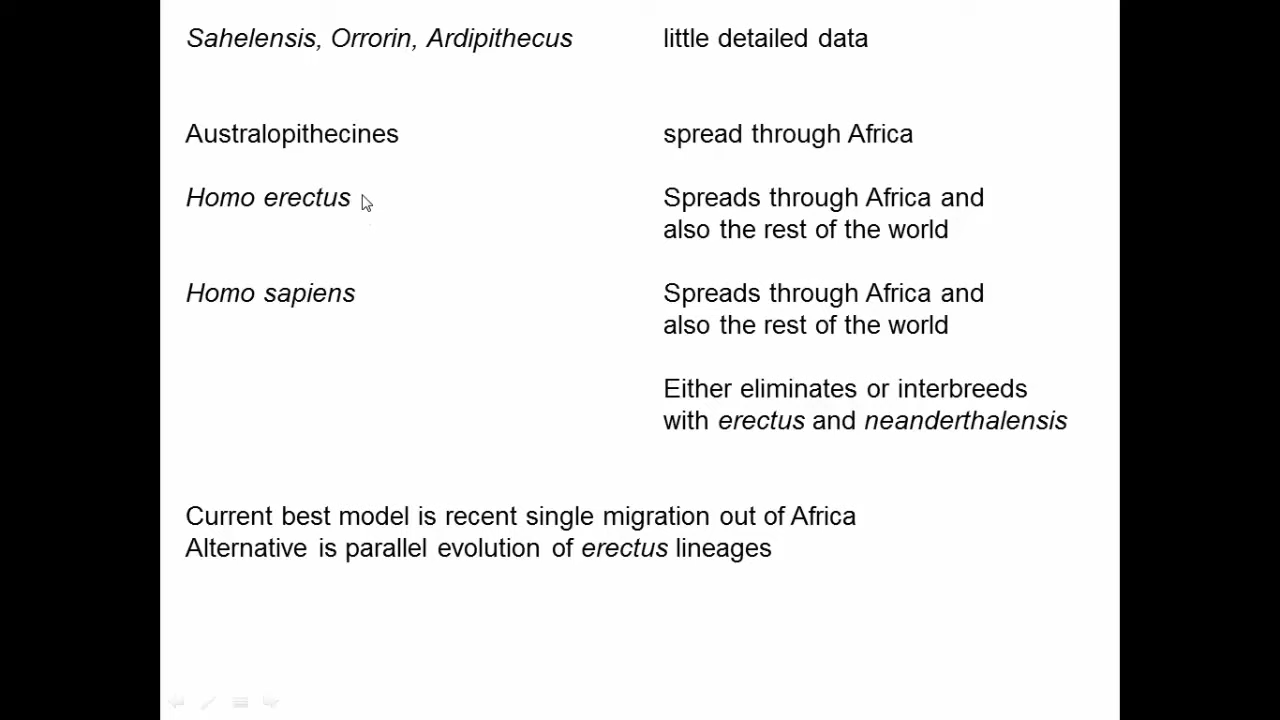 Sahelensis, Orrorin, Ardipithecus little detailed data
Australopithecines spread through Africa
Homo erectus Spreads through Africa and
also the rest of the world
Homo sapiens Spreads through Africa and
also the rest of the world
Either eliminates or interbreeds
with erectus and neanderthalensis
Current best model is recent single migration out of Africa
Alternative is parallel evolution of erectus lineages